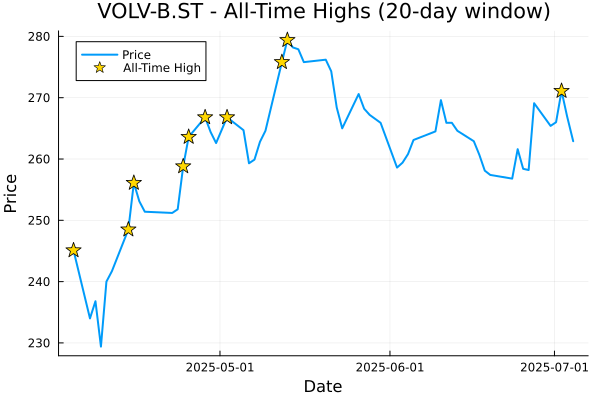 VOLV-B.ST - All-Time Highs (20-day window)
Price
All-Time High
280
270
260
250
240
230
Price
2025-05-01
2025-06-01
2025-07-01
Date